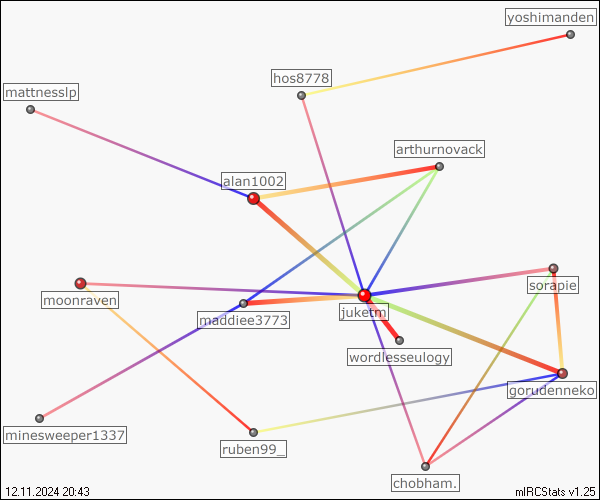 yoshimanden
hos8778
mattnesslp
arthurnovack
alan1002
sorapie
moonraven
juketm
maddiee3773
wordlesseulogy
gorudenneko
minesweeper1337
ruben99_
chobham.
12.11.2024 20:43
mIRCStats v1.25